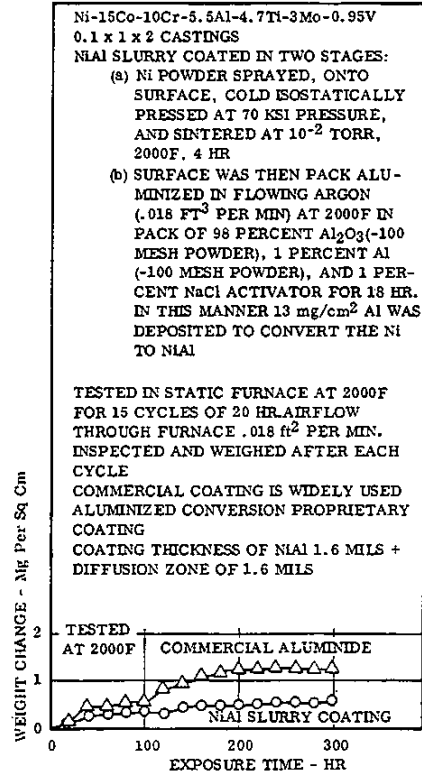 Ni-15Co-10Cr-5.5Al-4.7Ti-3Mo-0.95V
0.1 x 1 x 2 CASTINGS
NiAl SLURRY COATED IN TWO STAGES:
(a) Ni POWDER SPRAYED, ONTO
SURFACE, COLD ISOSTATICALLY
PRESSED AT 70 KSI PRESSURE,
AND SINTERED AT 10-2 TORR,
2000F, 4 HR
(b) SURFACE WAS THEN PACK ALU-
MINIZED IN FLOWING ARGON
(.018 FT3 PER MIN) AT 2000F IN
PACK OF 98 PERCENT Al2O3(-100
MESH POWDER), 1 PERCENT Al
(-100 MESH POWDER), AND 1 PER-
CENT NaCl ACTIVATOR FOR 18 HR.
IN THIS MANNER 13 mg/cm2 Al WAS
DEPOSITED TO CONVERT THE Ni
TO NiAl
TESTED IN STATIC FURNACE AT 2000F
FOR 15 CYCLES OF 20 HR.AIRFLOW
THROUGH FURNACE .018 ft2 PER MIN.
INSPECTED AND WEIGHED AFTER EACH
CYCLE
COMMERCIAL COATING IS WIDELY USED
ALUMINIZED CONVERSION PROPRIETARY
COATING
COATING THICKNESS OF NiAl 1.6 MILS +
DIFFUSION ZONE OF 1.6 MILS
WEIGHT CHANGE - Mg Per Sq Cm
2
1
0
TESTED
AT 2000F
COMMERCIAL ALUMINIDE
NiAl SLURRY COATING
0 100 200 300
EXPOSURE TIME - HR